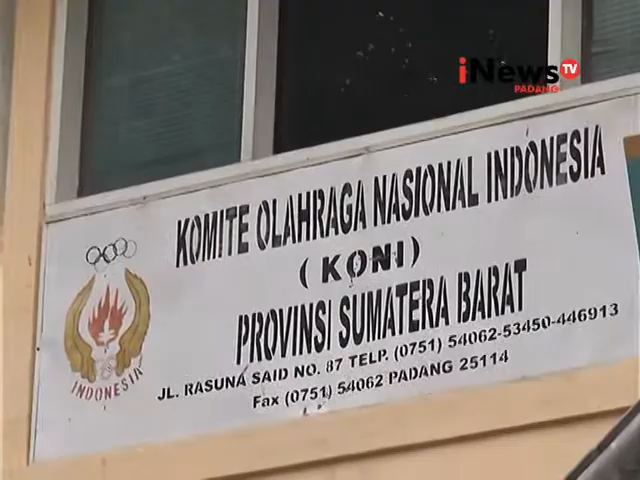 iNews TV
PADANG
KOMITE OLAHRAGA NASIONAL INDONESIA
( KONI )
PROVINSI SUMATERA BARAT
JL. RASUNA SAID NO. 87 TELP. (0751) 54062-53450-446913
Fax (0751) 54062 PADANG 25114
INDONESIA